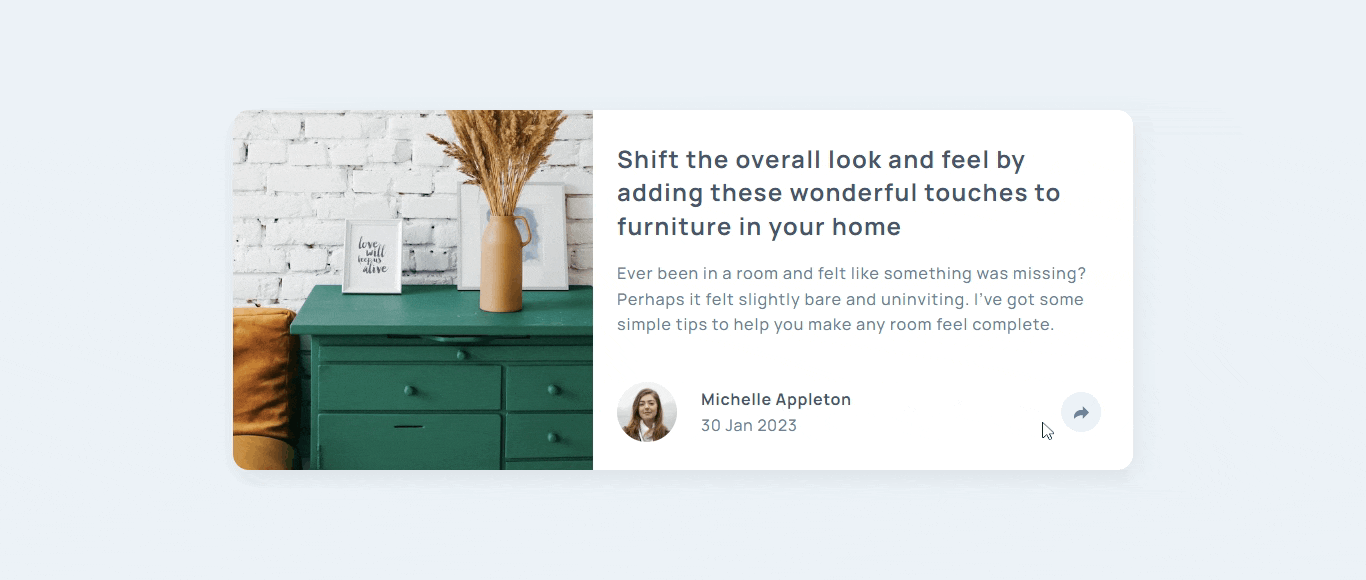 love
will
keep us
alive
Shift the overall look and feel by
adding these wonderful touches to
furniture in your home
Ever been in a room and felt like something was missing?
Perhaps it felt slightly bare and uninviting. I've got some
simple tips to help you make any room feel complete.
Michelle Appleton
30 Jan 2023